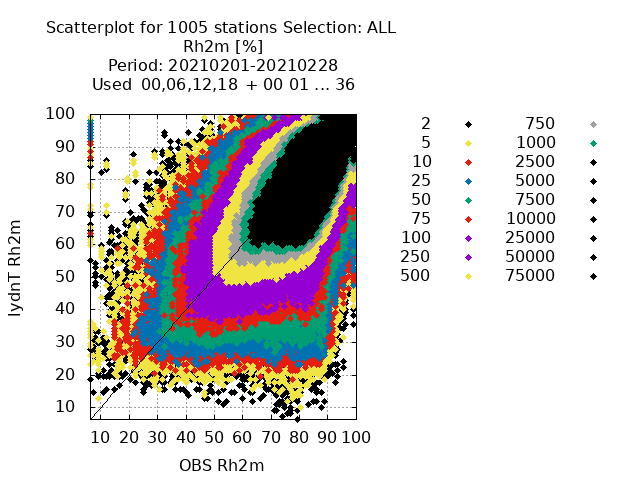 Scatterplot for 1005 stations Selection: ALL
Rh2m [%]
Period: 20210201-20210228
Used 00,06,12,18 + 00 01 ... 36
100
90
80
70
60
50
40
30
20
10
lydnT Rh2m
10 20 30 40 50 60 70 80 90 100
OBS Rh2m
2 750
5 1000
10 2500
25 5000
50 7500
75 10000
100 25000
250 50000
500 75000